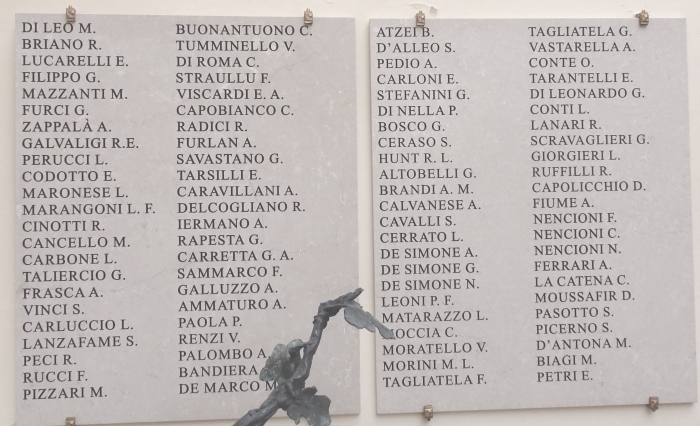 DI LEO M.
BRIANO R.
LUCARELLI E.
FILIPPO G.
MAZZANTI M.
FURCI G.
ZAPPALÀ A.
GALVALIGI R.E.
PERUCCI L.
CODOTTO E.
MARONESE L.
MARANGONI L. F.
CINOTTI R.
CANCELLO M.
CARBONE L.
TALIERCIO G.
FRASCA A.
VINCI S.
CARLUCCIO L.
LANZAFAME S.
PECI R.
RUCCI F.
PIZZARI M.
BUONANTUONO C.
TUMMINELLO V.
DI ROMA C.
STRAULLU F.
VISCARDI E. A.
CAPOBIANCO C.
RADICI R.
FURLAN A.
SAVASTANO G.
TARSILLI E.
CARAVILLANI A.
DELCOGLIANO R.
IERMANO A.
RAPESTA G.
CARRETTA G. A.
SAMMARCO F.
GALLUZZO A.
AMMATURO A.
PAOLA P.
RENZI V.
PALOMBO A.
BANDIERA
DE MARCO M
ATZEI B.
D'ALLEO S.
PEDIO A.
CARLONI E.
STEFANINI G.
DI NELLA P.
BOSCO G.
CERASO S.
HUNT R. L.
ALTOBELLI G.
BRANDI A. M.
CALVANESE A.
CAVALLI S.
CERRATO L.
DE SIMONE A.
DE SIMONE G.
DE SIMONE N.
LEONI P. F.
MATARAZZO L.
MOCCIA C.
MORATELLO V.
MORINI M. L.
TAGLIATELA F.
TAGLIATELA G.
VASTARELLA A.
CONTE O.
TARANTELLI E.
DI LEONARDO G.
CONTI L.
LANARI R.
SCRAVAGLIERI G.
GIORGIERI L.
RUFFILLI R.
CAPOLICCHIO D.
FIUME A.
NENCIONI F.
NENCIONI C.
NENCIONI N.
FERRARI A.
LA CATENA C.
MOUSSAFIR D.
PASOTTO S.
PICERNO S.
D'ANTONA M.
BIAGI M.
PETRI E.